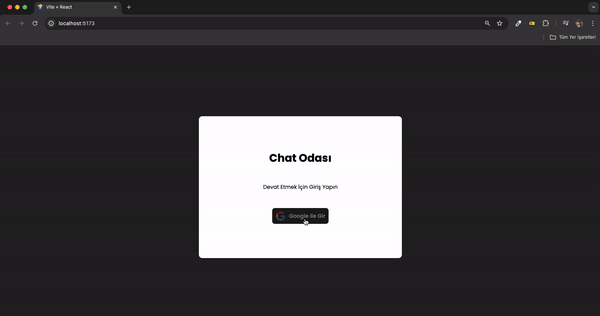 Vite + React
localhost:5173
Tüm Yer İşaretleri
Chat Odası
Devat Etmek İçin Giriş Yapın
Google ile Gir